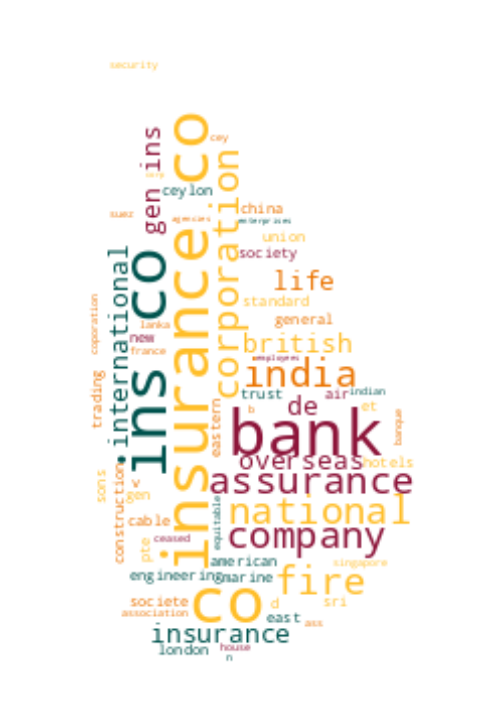 security
insurance co
cey
gen ins
corp
ceylon
corporation
suez
agencies
china
enterprises
union
society
international
ins co
life
standard
coporation
lanka
general
new
british
france
employees
india
trading
trust
air
indian
de
b
et
eastern
bank
banque
overseas
hotels
construction
sons
v
assurance
gen
equitable
national
cable
company
pte
ceased
american
singapore
engineering
marine
fire
co
societe
d
sri
association
east
ass
insurance
london
house
n